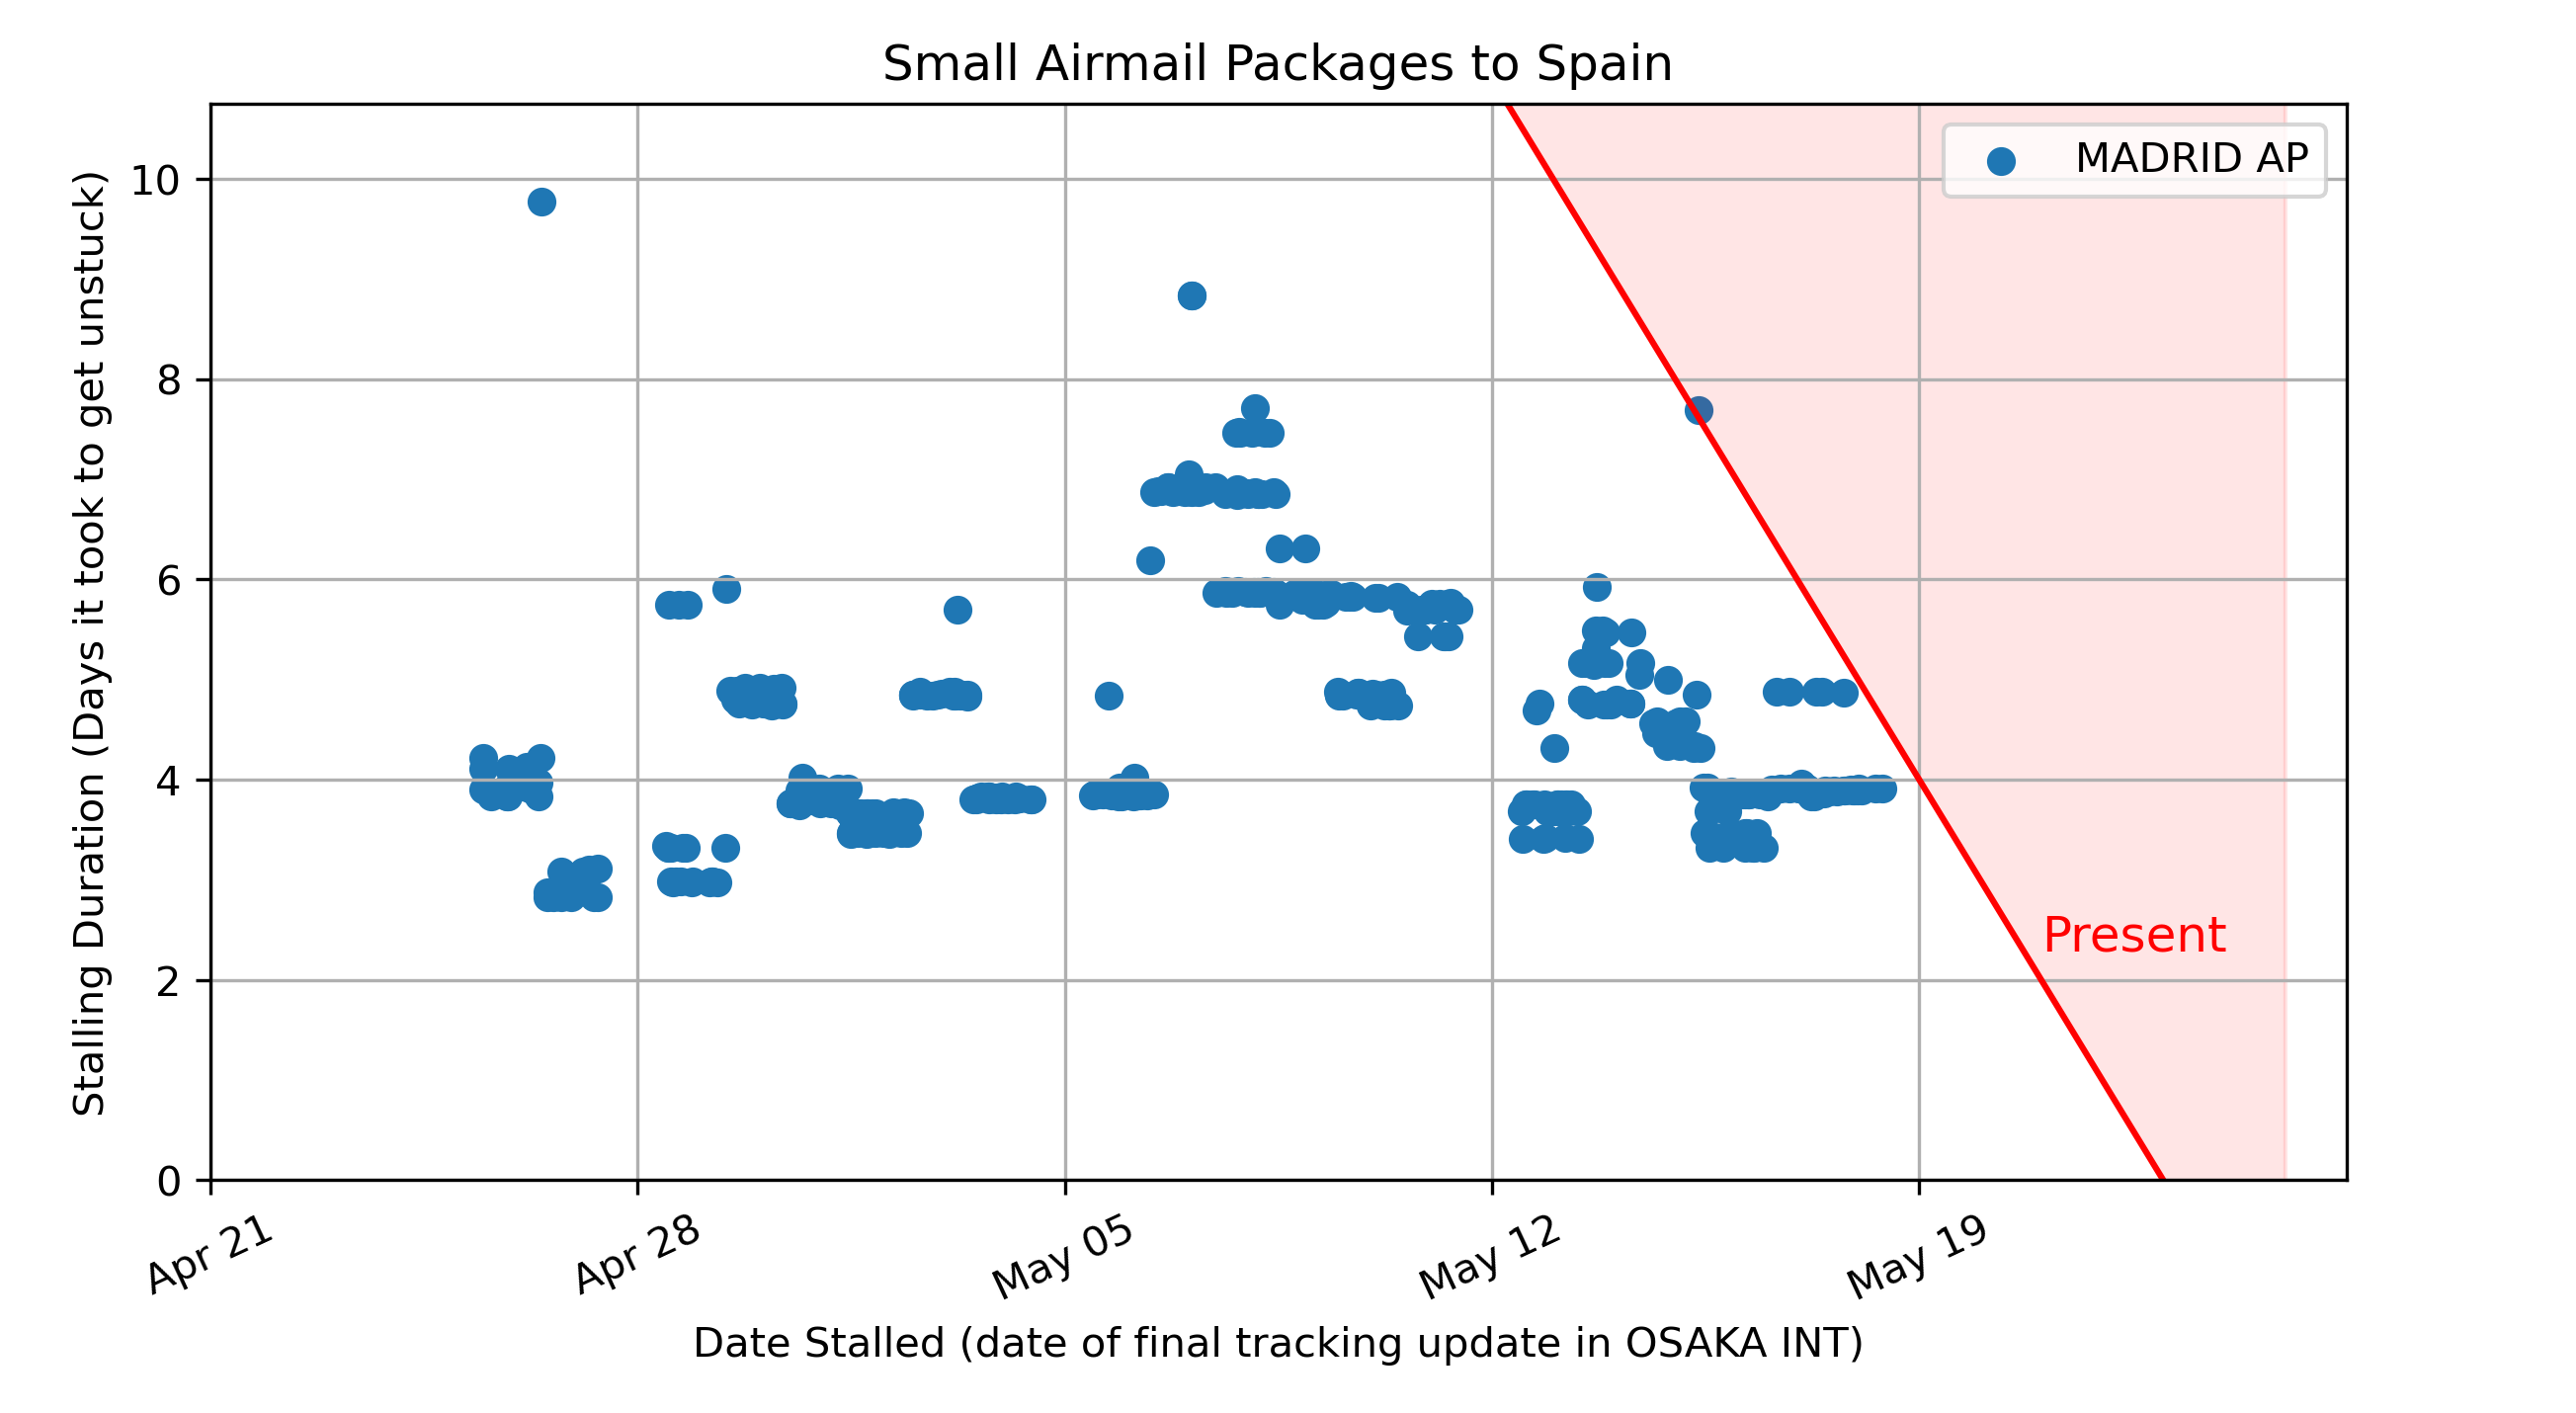 Small Airmail Packages to Spain
MADRID AP
Stalling Duration (Days it took to get unstuck)
10
8
6
4
2
0
Present
Apr 21
Apr 28
May 05
May 12
May 19
Date Stalled (date of final tracking update in OSAKA INT)